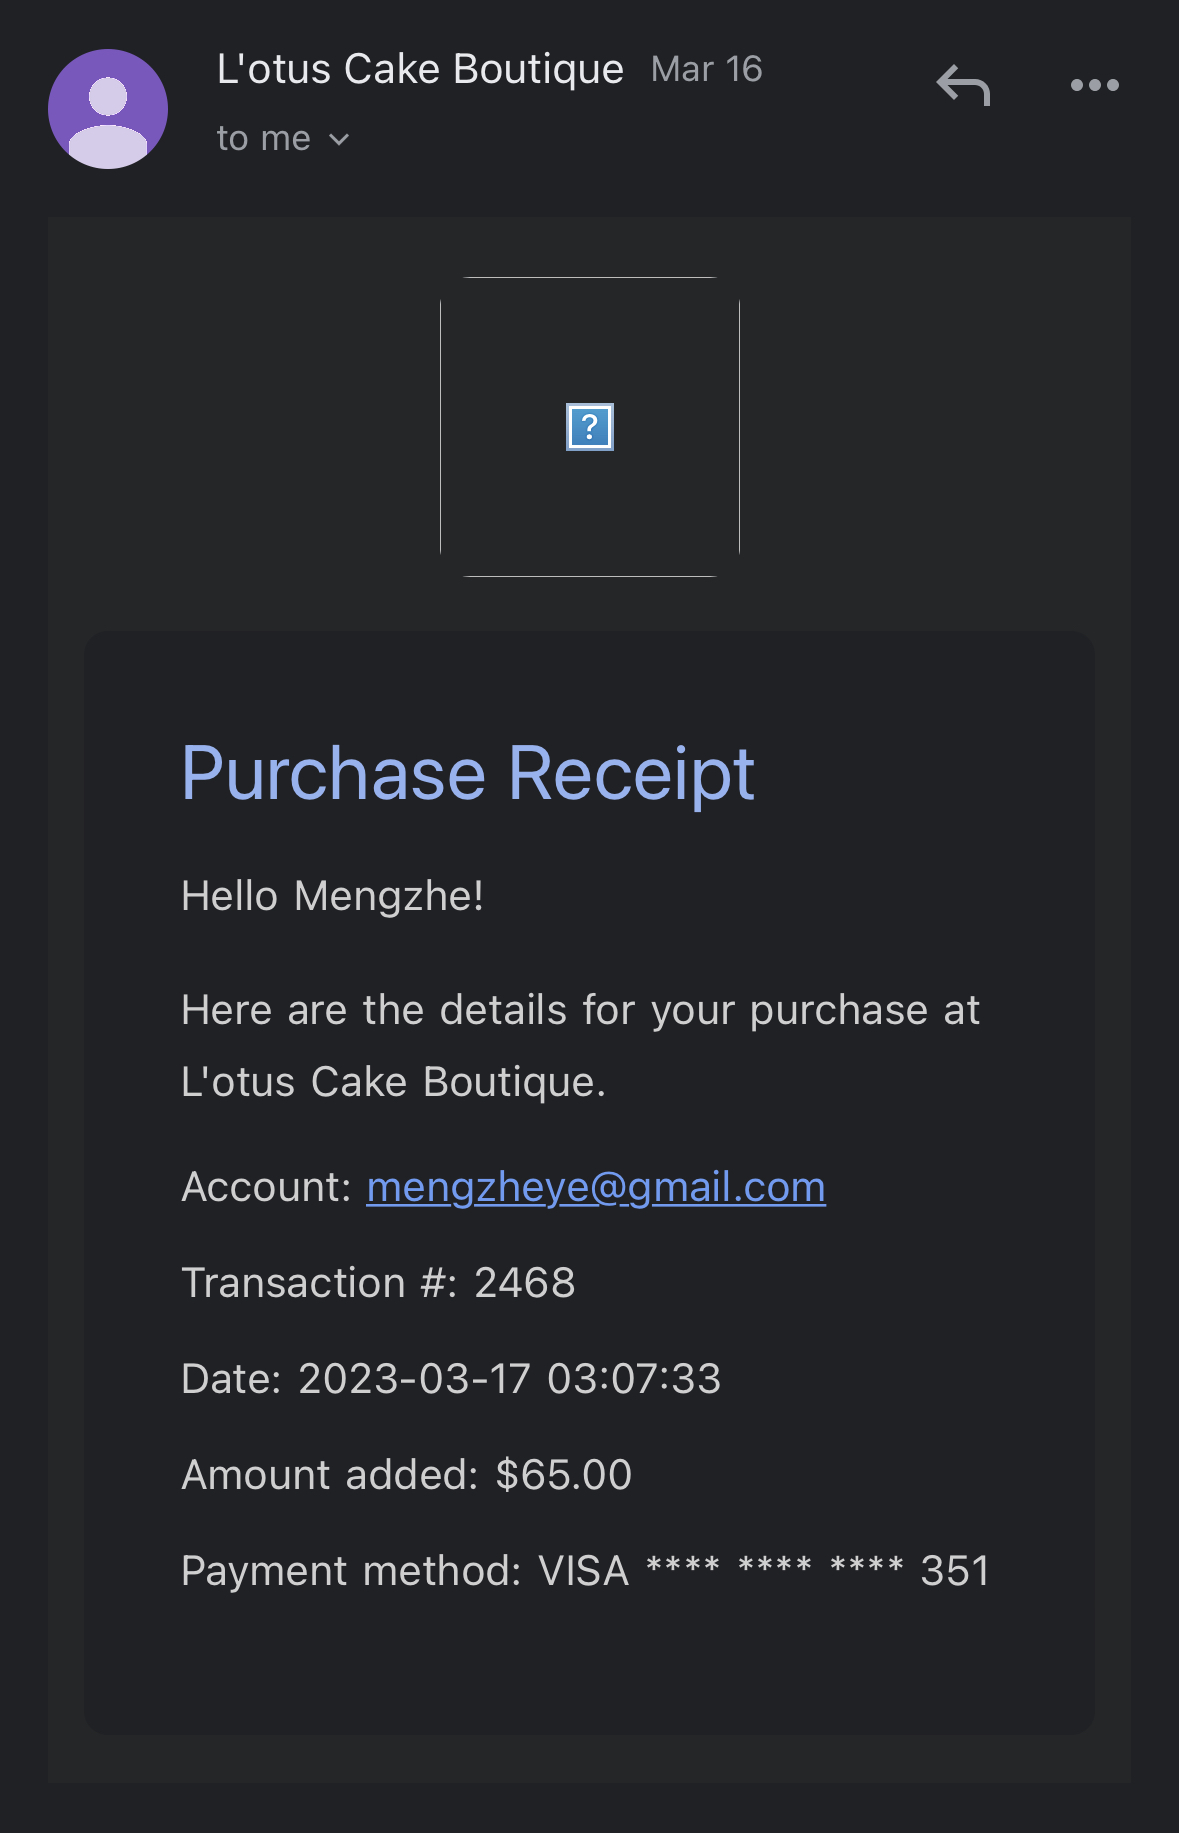 L'otus Cake Boutique Mar 16
to me
?
Purchase Receipt
Hello Mengzhe!
Here are the details for your purchase at
L'otus Cake Boutique.
Account: mengzheye@gmail.com
Transaction #: 2468
Date: 2023-03-17 03:07:33
Amount added: $65.00
Payment method: VISA **** **** **** 351